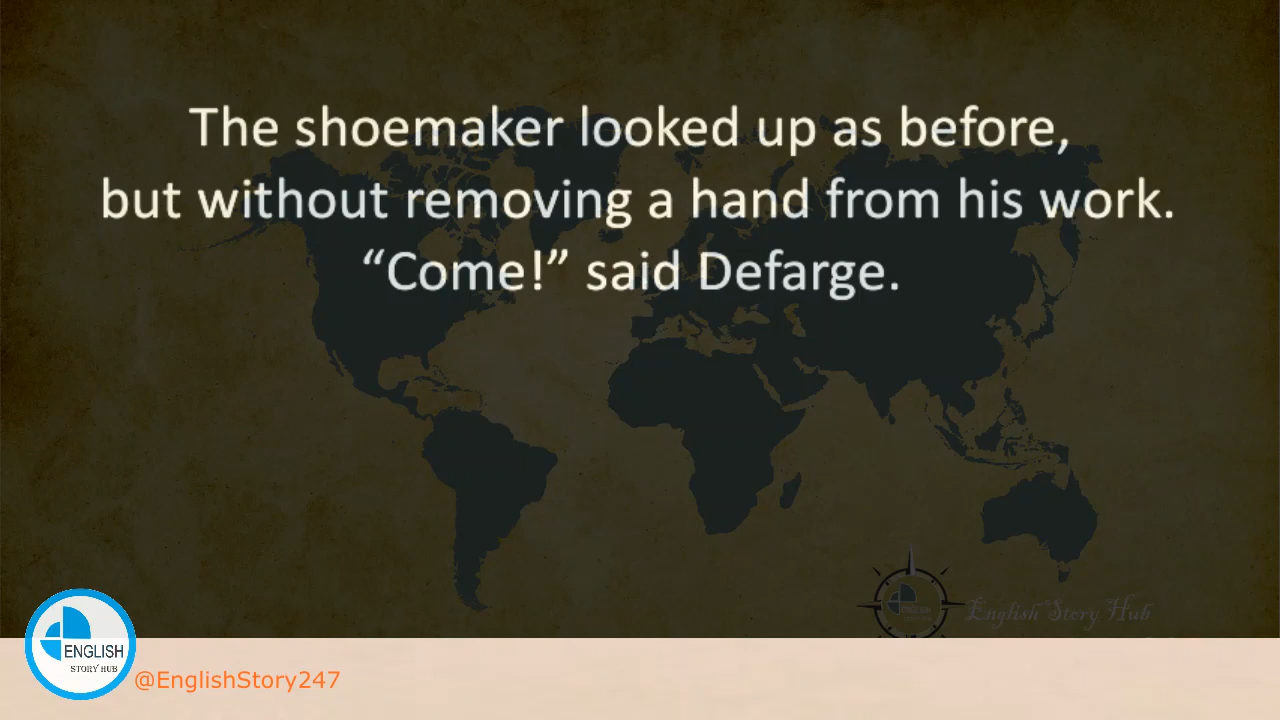 The shoemaker looked up as before,
but without removing a hand from his work.
“Come!” said Defarge.
English Story Hub
ENGLISH
STORY HUB
@EnglishStory247